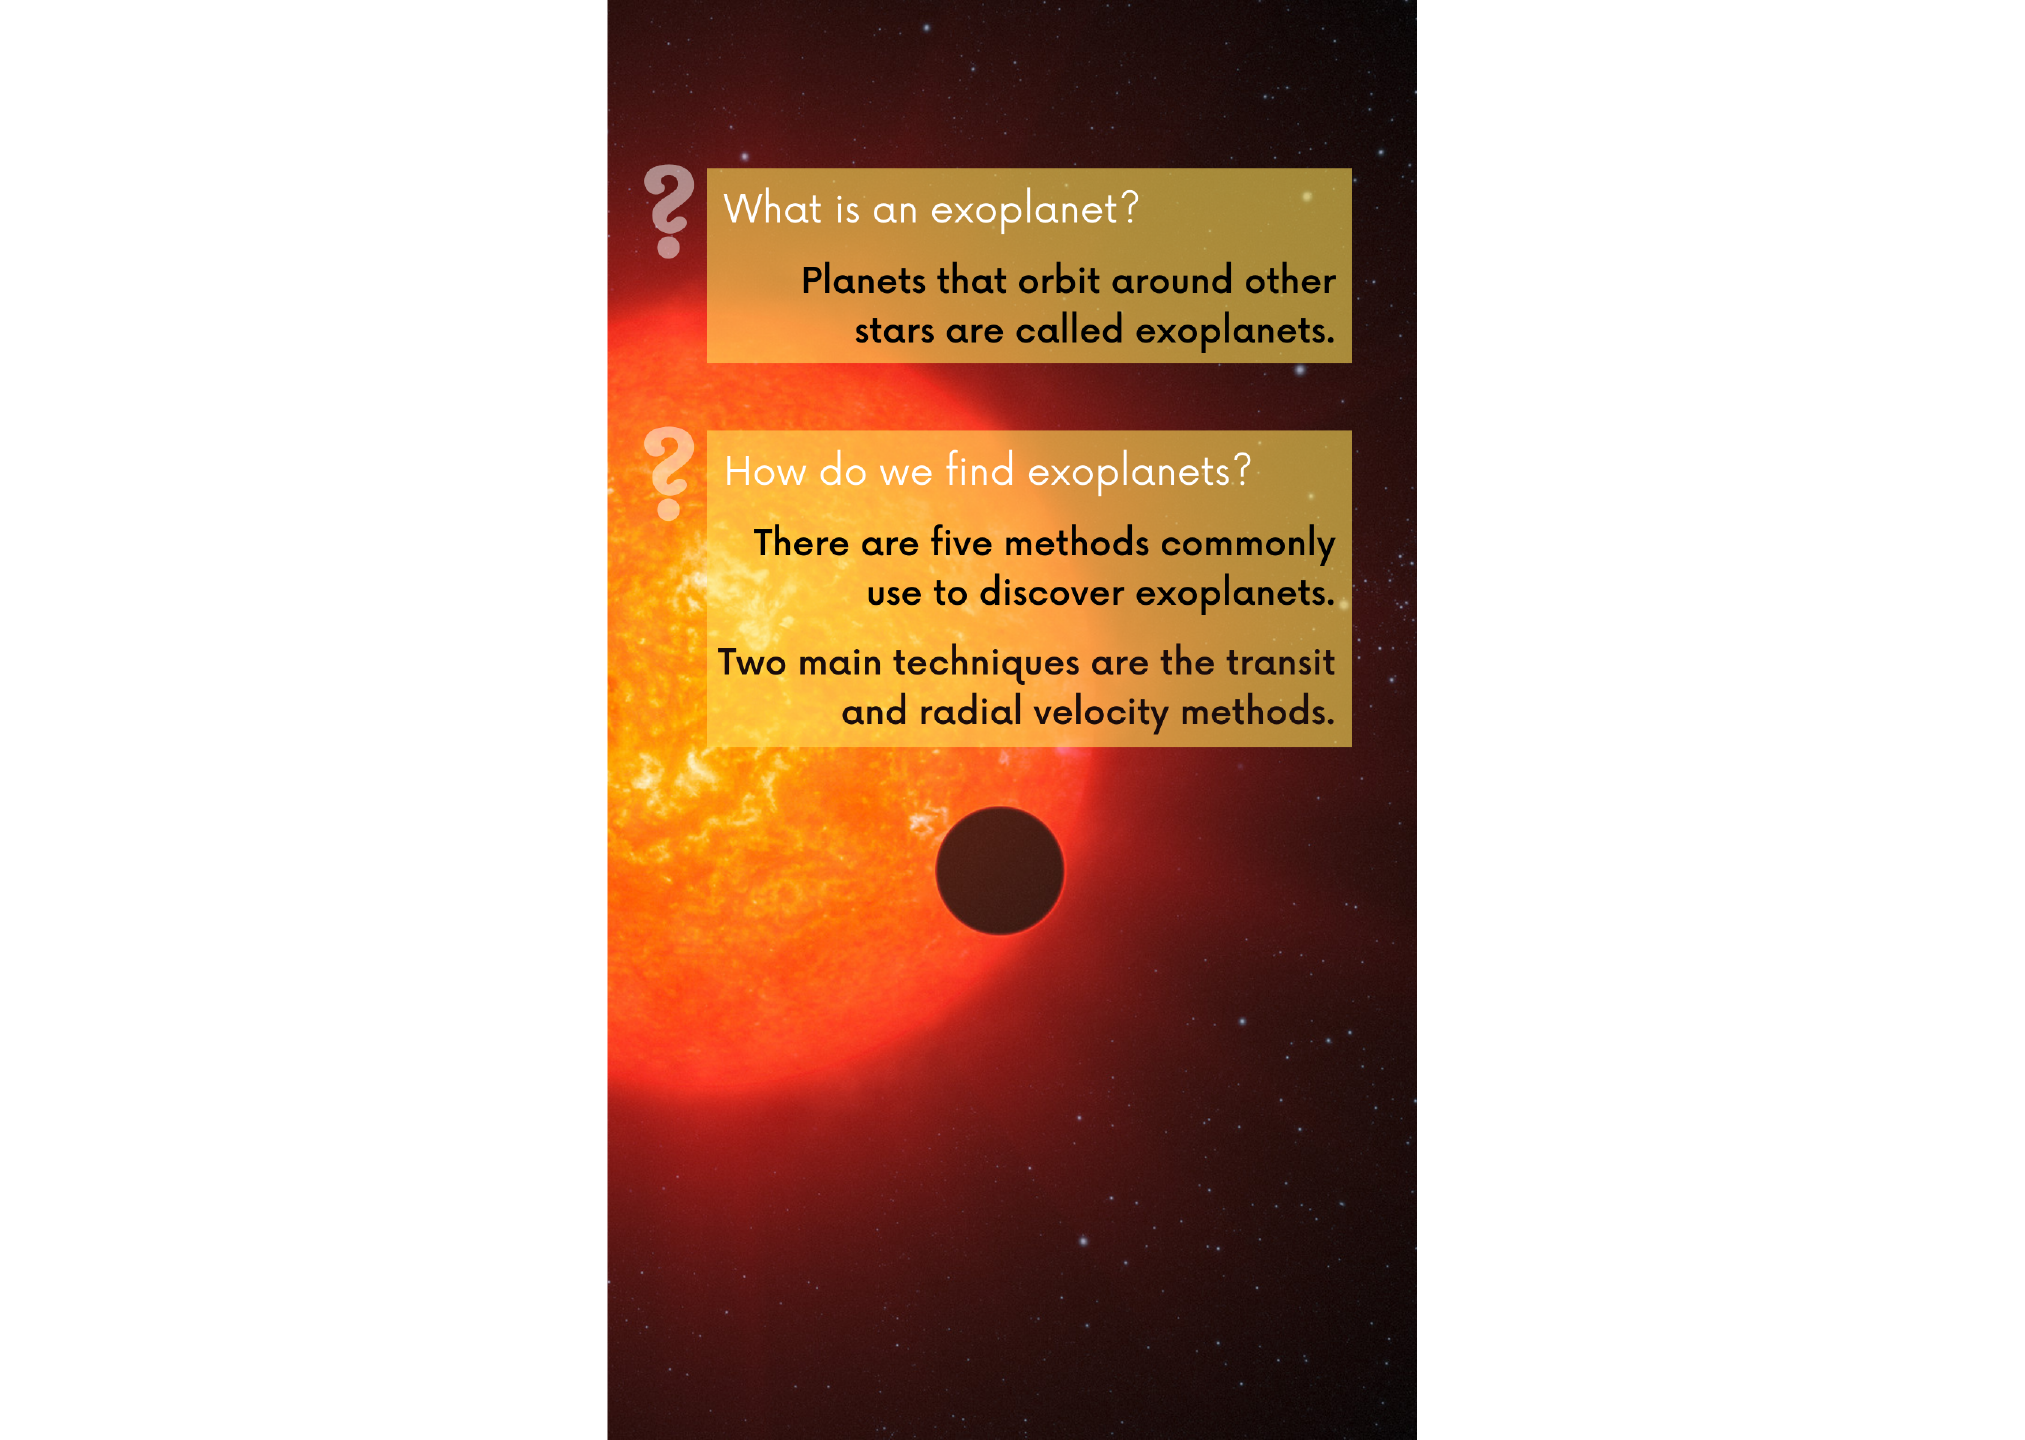 ?
What is an exoplanet?
Planets that orbit around other
stars are called exoplanets.
?
How do we find exoplanets?
There are five methods commonly
use to discover exoplanets.
Two main techniques are the transit
and radial velocity methods.